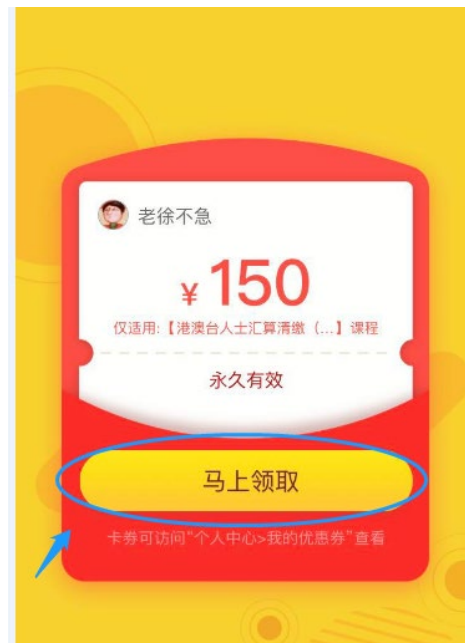 老徐不急
¥ 150
仅适用:【港澳台人士汇算清缴（...】课程
永久有效
马上领取
卡券可访问“个人中心>我的优惠券”查看